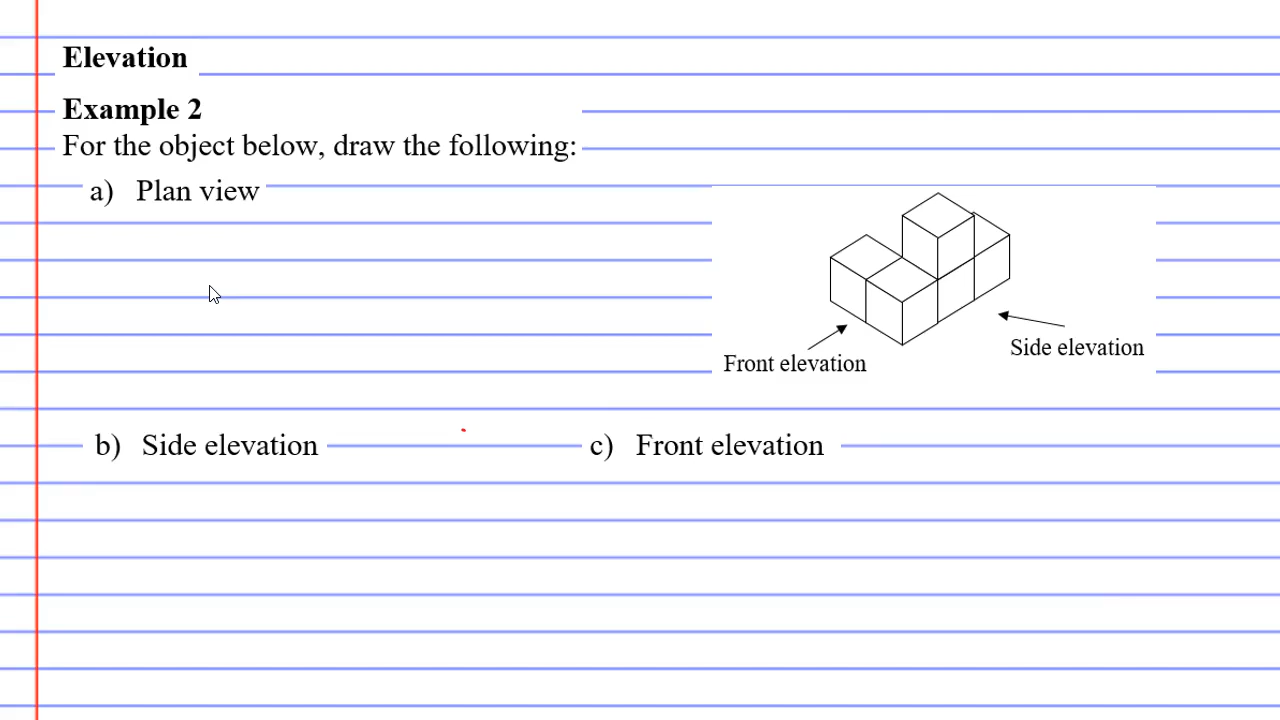 Elevation
Example 2
For the object below, draw the following:
a) Plan view
Front elevation
Side elevation
b) Side elevation
c) Front elevation